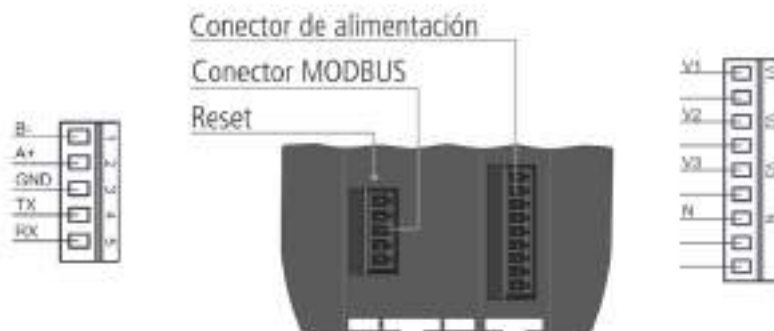 Conector de alimentación
Conector MODBUS
Reset
B-
A+
GND
TX
RX
1
2
3
4
5
V1
V2
V3
N